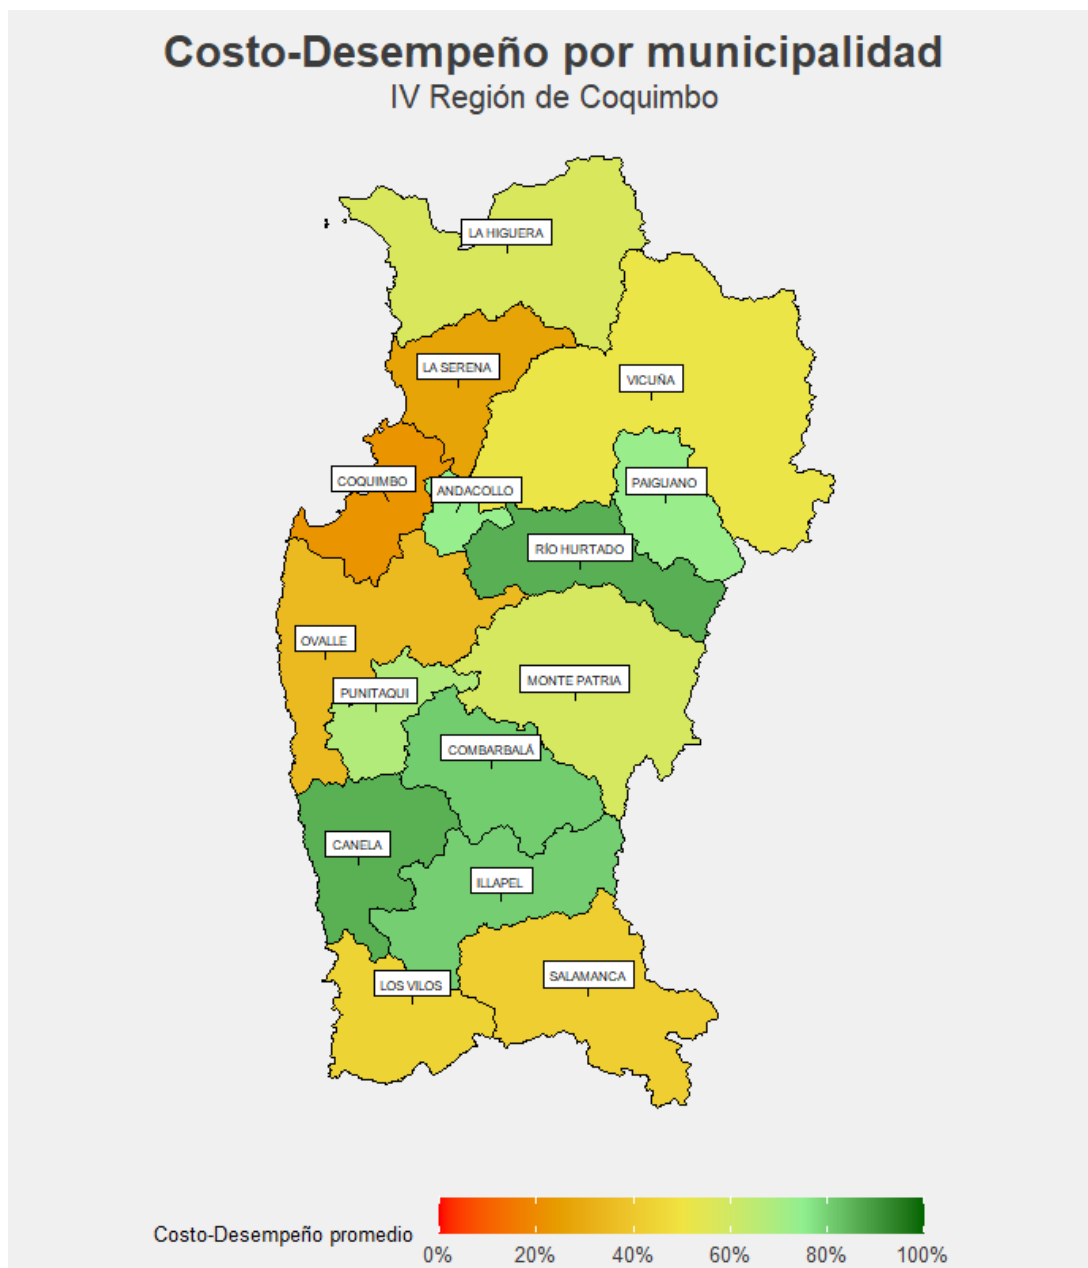 Costo-Desempeño por municipalidad
IV Región de Coquimbo
LA HIGUERA
LA SERENA
VICUÑA
COQUIMBO
ANDACOLLO
PAIGUANO
RÍO HURTADO
OVALLE
PUNITAQUI
MONTE PATRIA
COMBARBALÁ
CANELA
ILLAPEL
LOS VILOS
SALAMANCA
Costo-Desempeño promedio
0% 20% 40% 60% 80% 100%